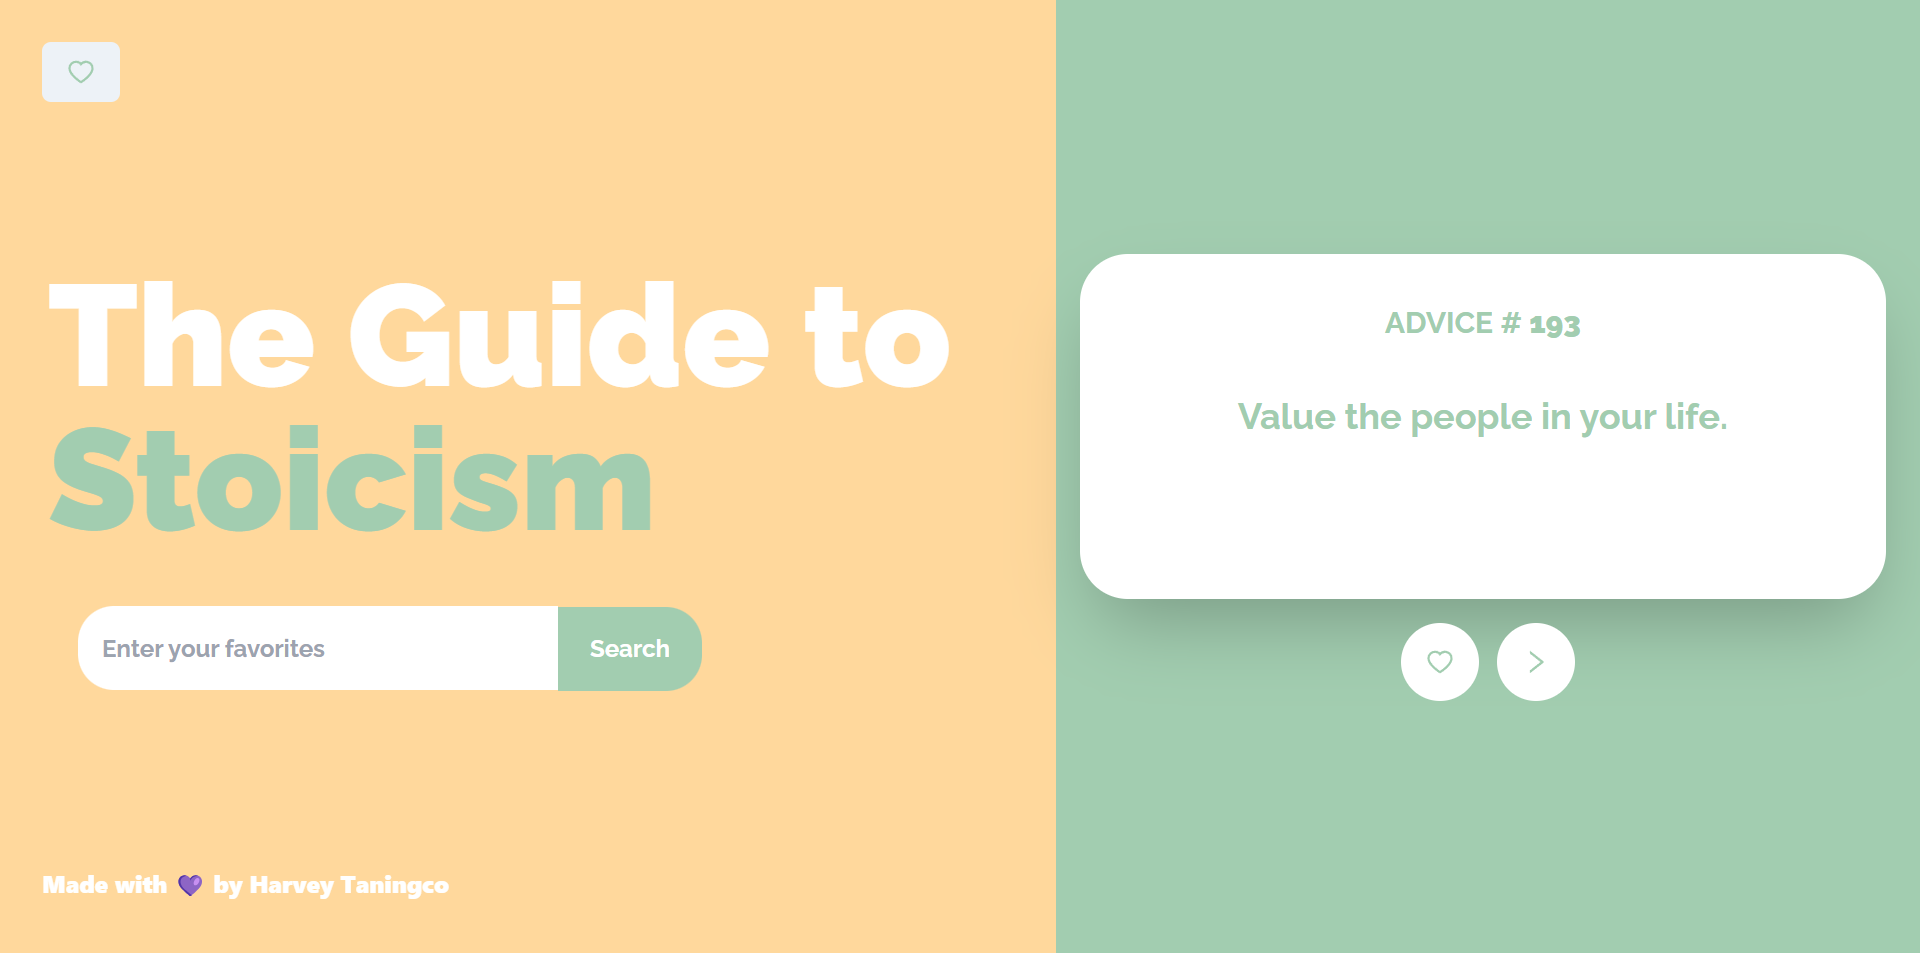 The Guide to
Stoicism
Enter your favorites
Search
Made with 💜 by Harvey Taningco
ADVICE # 193
Value the people in your life.